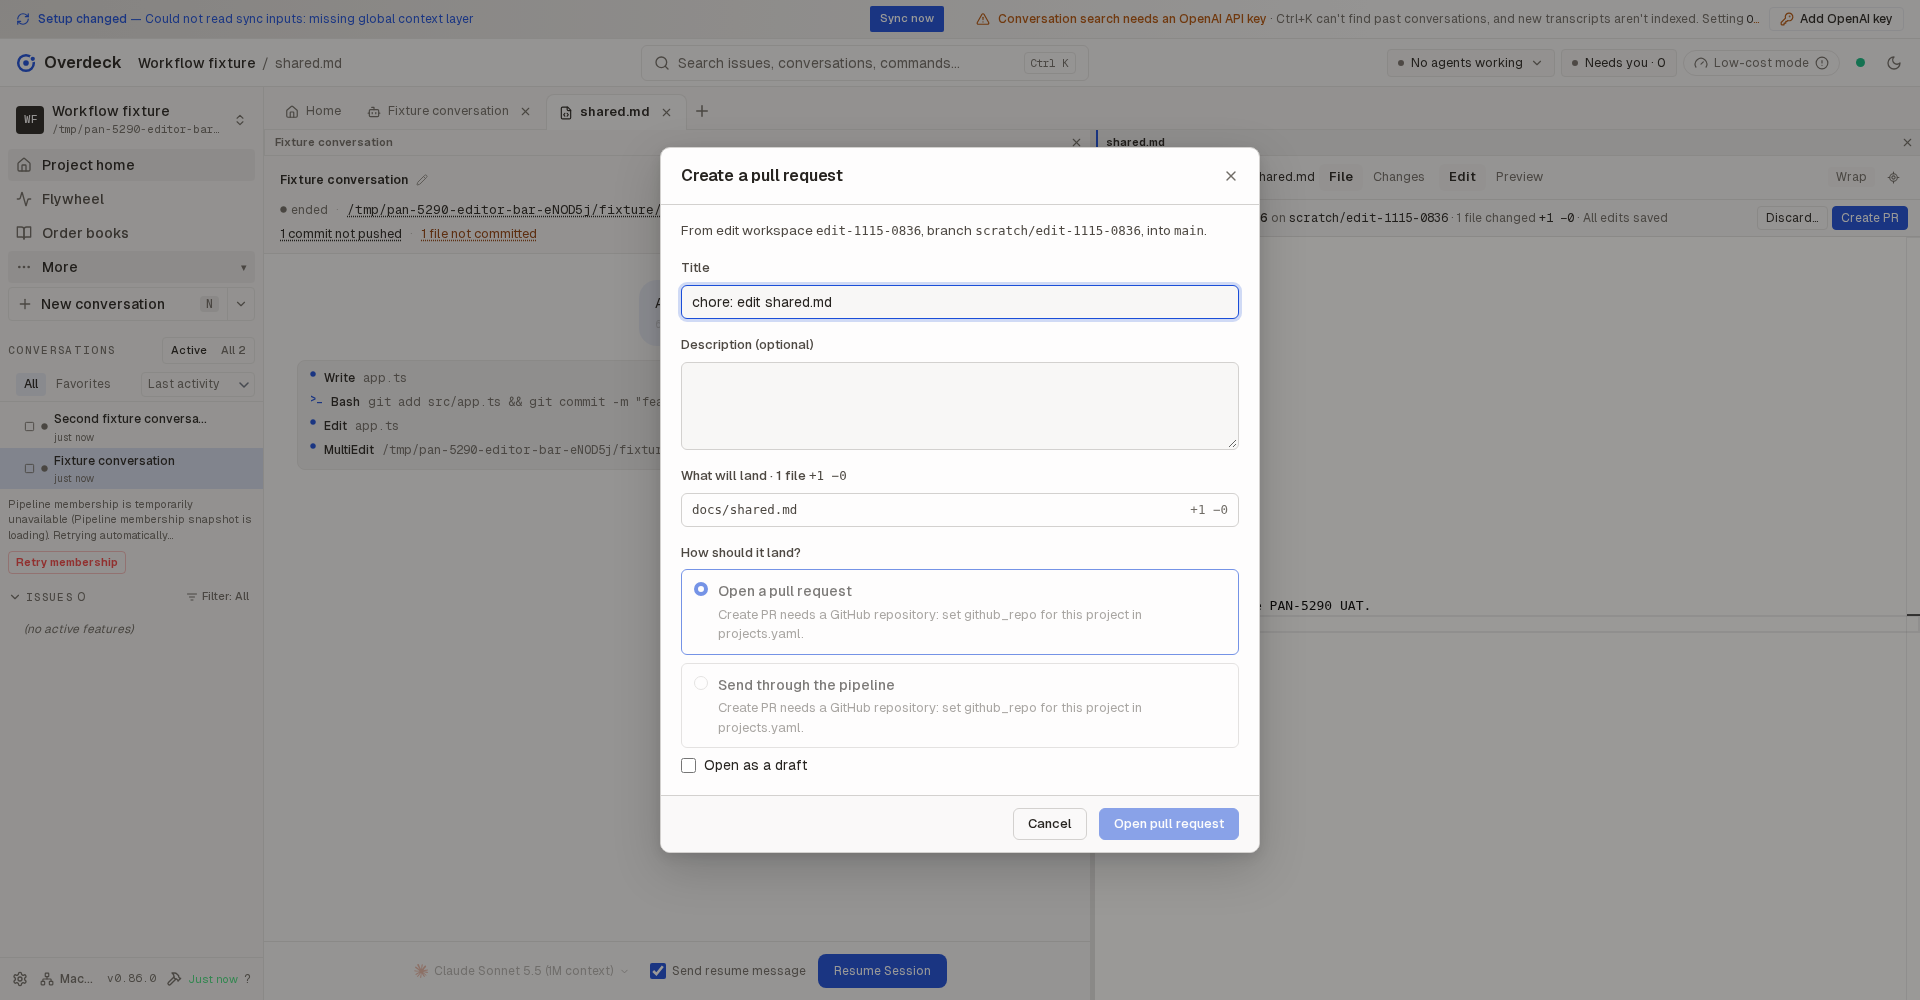 Setup changed — Could not read sync inputs: missing global context layer
Sync now
Conversation search needs an OpenAI API key · Ctrl+K can't find past conversations, and new transcripts aren't indexed. Setting O…
Add OpenAI key
Overdeck
Workflow fixture / shared.md
Search issues, conversations, commands...
Ctrl K
No agents working
Needs you · 0
Low-cost mode
WF
Workflow fixture
/tmp/pan-5290-editor-bar…
Home
Fixture conversation
shared.md
Project home
Flywheel
Order books
More
New conversation
N
CONVERSATIONS
Active
All 2
All
Favorites
Last activity
Second fixture conversa...
just now
Fixture conversation
just now
Pipeline membership is temporarily
unavailable (Pipeline membership snapshot is
loading). Retrying automatically…
Retry membership
ISSUES 0
Filter: All
(no active features)
Mac...
v0.86.0
Just now
?
Fixture conversation
Fixture conversation
ended · /tmp/pan-5290-editor-bar-eNOD5j/fixture/
1 commit not pushed · 1 file not committed
Write app.ts
>_ Bash git add src/app.ts && git commit -m "fea
Edit app.ts
MultiEdit /tmp/pan-5290-editor-bar-eNOD5j/fixtur
Claude Sonnet 5.5 (1M context)
Send resume message
Resume Session
shared.md
hared.md
File
Changes
Edit
Preview
Wrap
6 on scratch/edit-1115-0836 · 1 file changed +1 −0 · All edits saved
Discard…
Create PR
PAN-5290 UAT.
Create a pull request
From edit workspace edit-1115-0836, branch scratch/edit-1115-0836, into main.
Title
chore: edit shared.md
Description (optional)
What will land · 1 file +1 −0
docs/shared.md
+1 −0
How should it land?
Open a pull request
Create PR needs a GitHub repository: set github_repo for this project in
projects.yaml.
Send through the pipeline
Create PR needs a GitHub repository: set github_repo for this project in
projects.yaml.
Open as a draft
Cancel
Open pull request